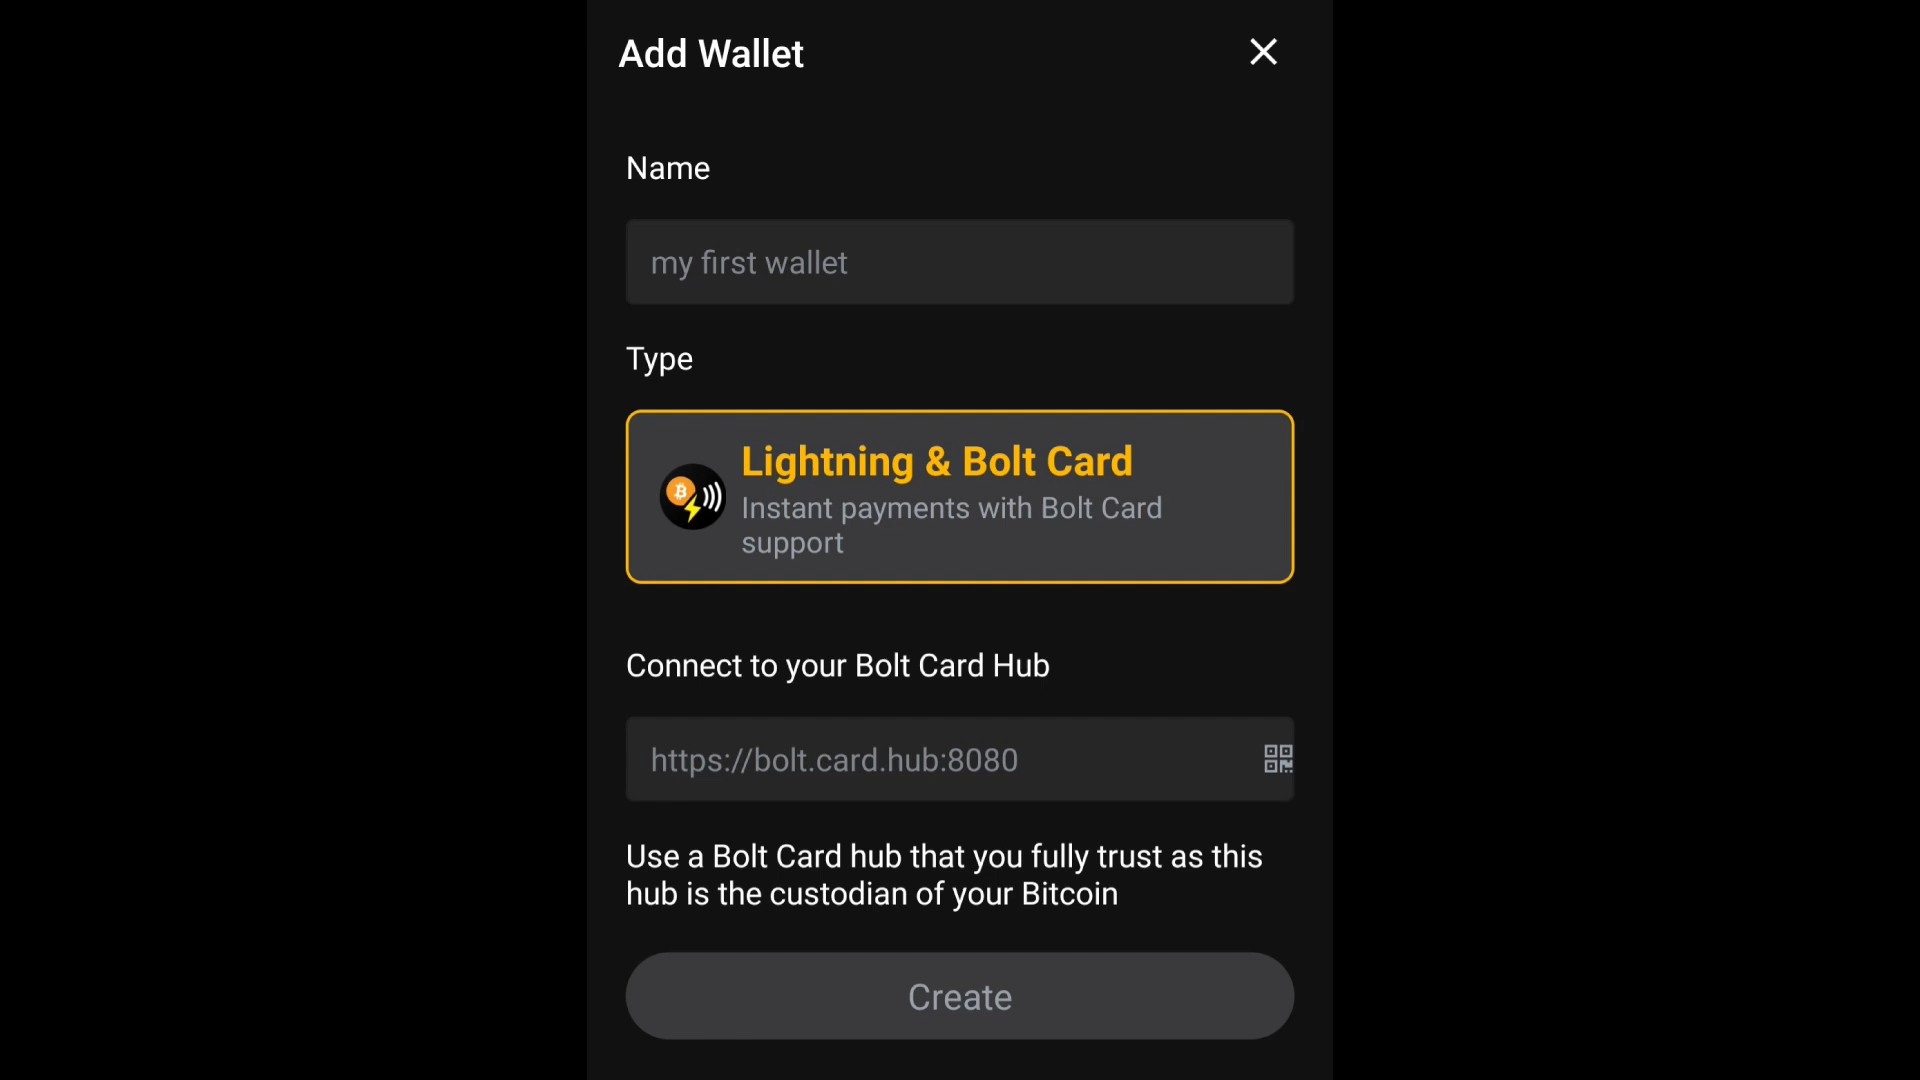 Add Wallet
Name
my first wallet
Type
Lightning & Bolt Card
Instant payments with Bolt Card
support
Connect to your Bolt Card Hub
https://bolt.card.hub:8080
Use a Bolt Card hub that you fully trust as this
hub is the custodian of your Bitcoin
Create